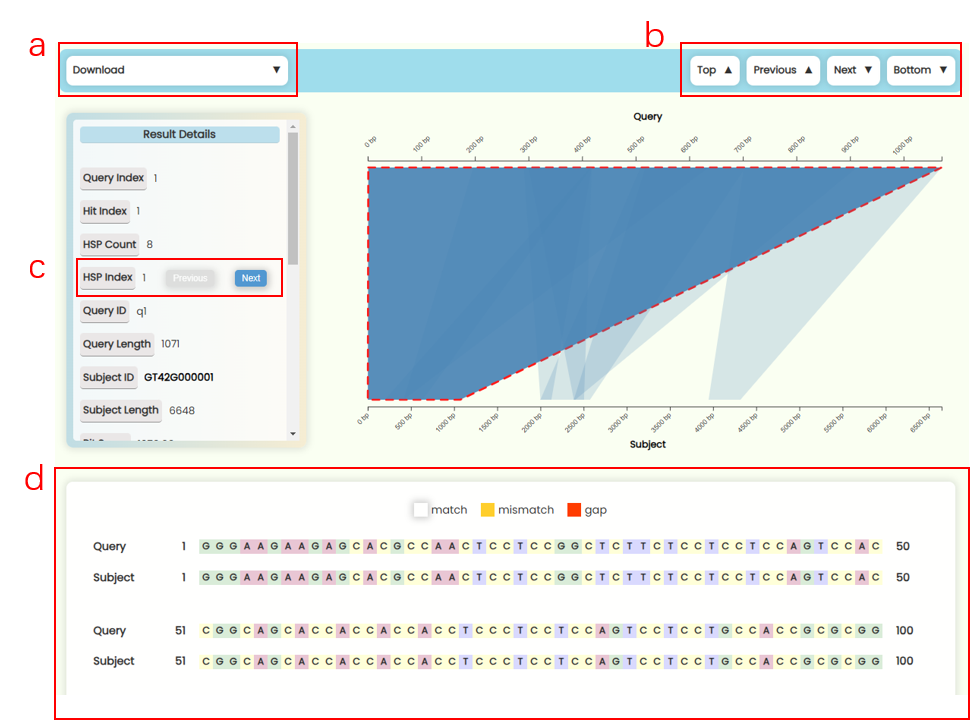 a
b
Download ▼
Top ▲ Previous ▲ Next ▼ Bottom ▼
Query
0 bp 100 bp 200 bp 300 bp 400 bp 500 bp 600 bp 700 bp 800 bp 900 bp 1000 bp
Result Details
Query Index 1
Hit Index 1
HSP Count 8
c
HSP Index 1 Previous Next
Query ID q1
Query Length 1071
Subject ID GT42G000001
Subject Length 6648
0 bp 500 bp 1000 bp 1500 bp 2000 bp 2500 bp 3000 bp 3500 bp 4000 bp 4500 bp 5000 bp 5500 bp 6000 bp 6500 bp
Subject
d
match mismatch gap
Query 1 G G G A A G A A G A G C A C G C C A A C T C C T C C G G C T C T T C T C C T C C T C C A G T C C A C 50
Subject 1 G G G A A G A A G A G C A C G C C A A C T C C T C C G G C T C T T C T C C T C C T C C A G T C C A C 50
Query 51 C G G C A G C A C C A C C A C C A C C T C C C T C C T C C A G T C C T C C T G C C A C C G C G C G G 100
Subject 51 C G G C A G C A C C A C C A C C A C C T C C C T C C T C C A G T C C T C C T G C C A C C G C G C G G 100